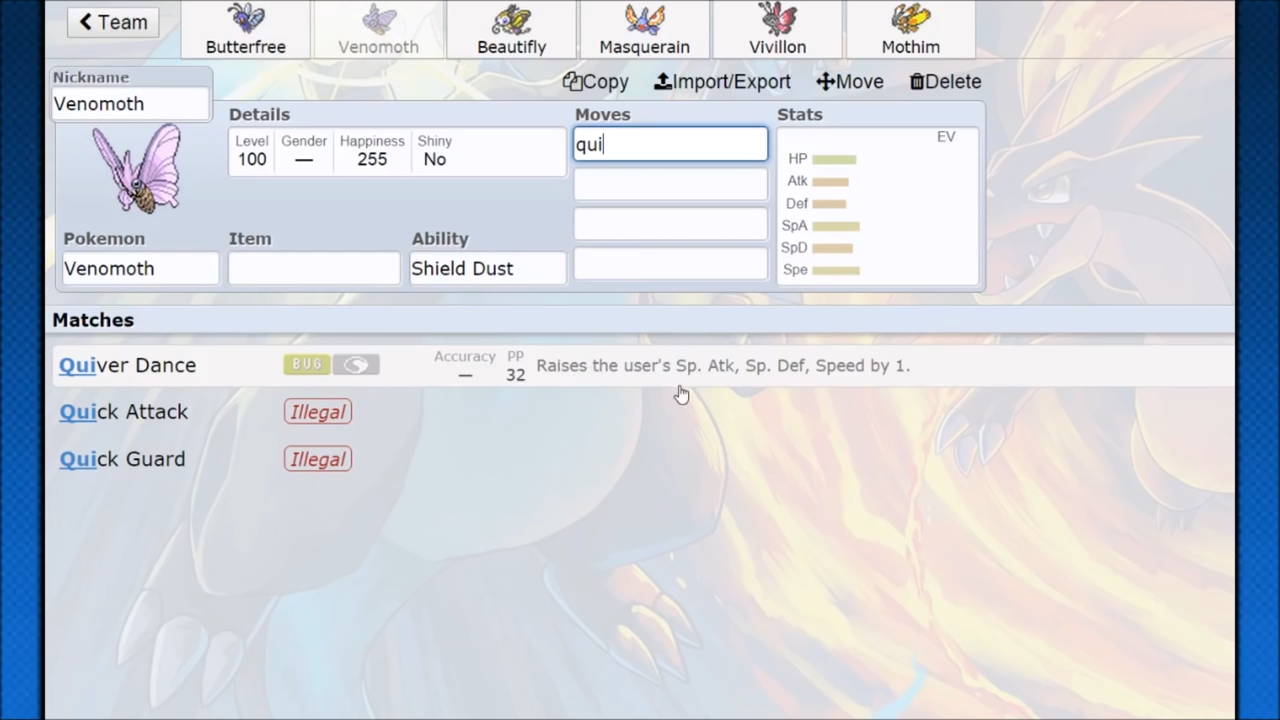 Team
Butterfree
Venomoth
Beautifly
Masquerain
Vivillon
Mothim
Copy
Import/Export
Move
Delete
Nickname
Venomoth
Details
Level
100
Gender
—
Happiness
255
Shiny
No
Pokemon
Venomoth
Item
Ability
Shield Dust
Moves
qui
Stats
EV
HP
Atk
Def
SpA
SpD
Spe
Matches
Quiver Dance BUG Accuracy — PP 32 Raises the user's Sp. Atk, Sp. Def, Speed by 1.
Quick Attack Illegal
Quick Guard Illegal